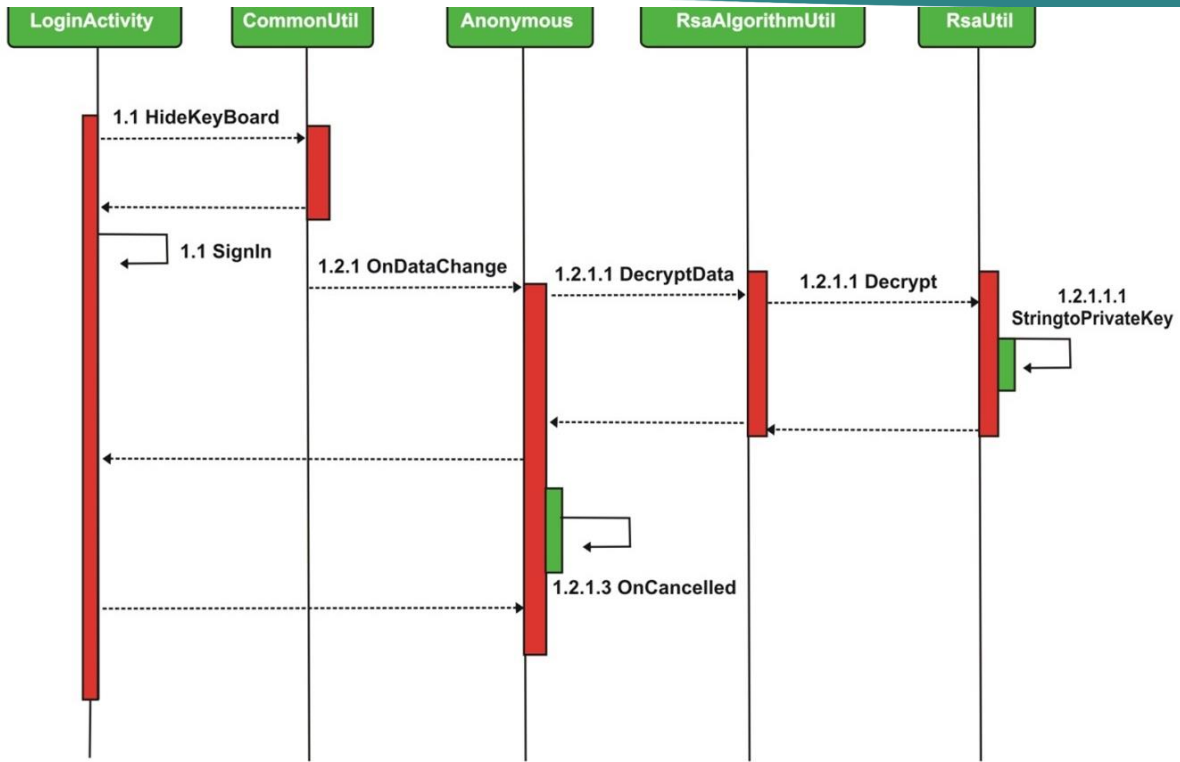 LoginActivity
CommonUtil
Anonymous
RsaAlgorithmUtil
RsaUtil
1.1 HideKeyBoard
1.1 SignIn
1.2.1 OnDataChange
1.2.1.1 DecryptData
1.2.1.1 Decrypt
1.2.1.1.1
StringtoPrivateKey
1.2.1.3 OnCancelled